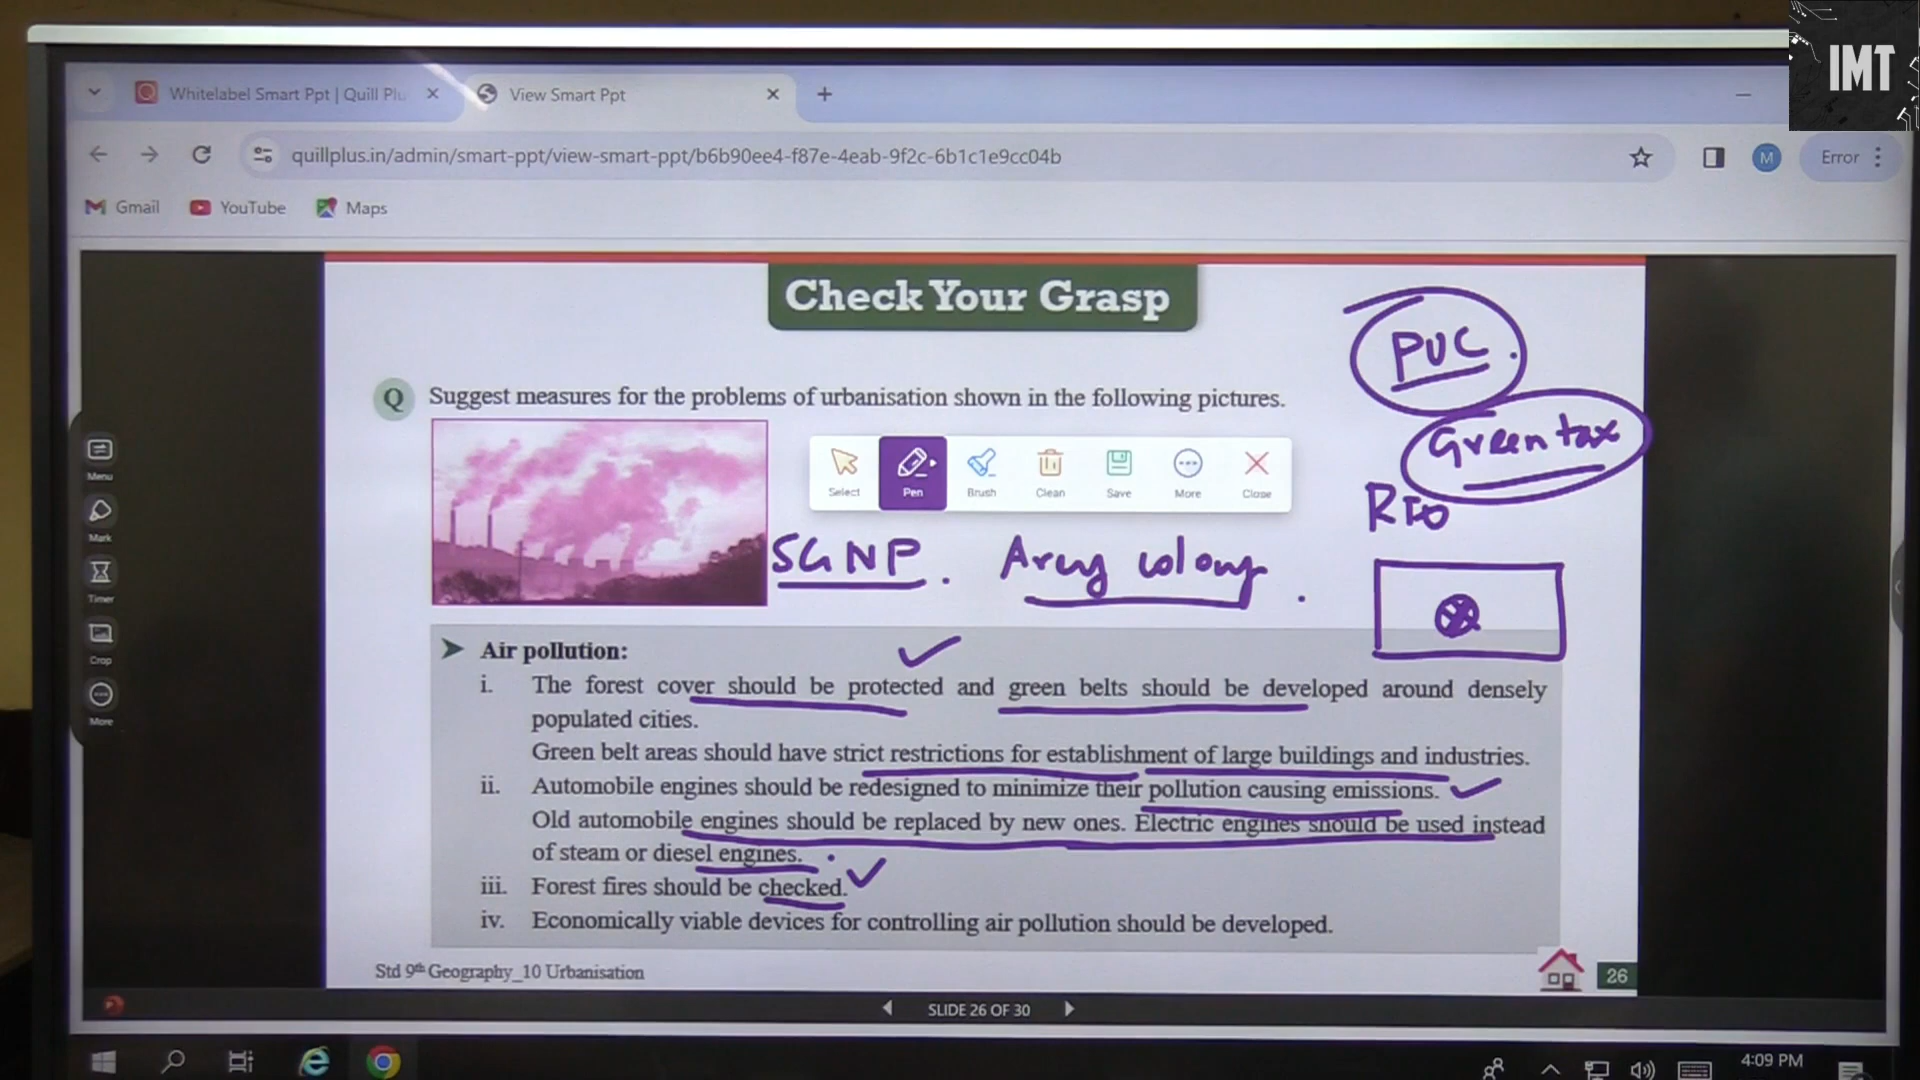 IMT
Whitelabel Smart Ppt | Quill Plu
View Smart Ppt
quillplus.in/admin/smart-ppt/view-smart-ppt/b6b90ee4-f87e-4eab-9f2c-6b1c1e9cc04b
M
Error
Gmail
YouTube
Maps
Check Your Grasp
PUC
Green tax
RTO
Q Suggest measures for the problems of urbanisation shown in the following pictures.
Select
Pen
Brush
Clean
Save
More
Close
Menu
Mark
Timer
Crop
More
SGNP. Arey colony.
Air pollution:
i. The forest cover should be protected and green belts should be developed around densely
populated cities.
Green belt areas should have strict restrictions for establishment of large buildings and industries.
ii. Automobile engines should be redesigned to minimize their pollution causing emissions.
Old automobile engines should be replaced by new ones. Electric engines should be used instead
of steam or diesel engines.
iii. Forest fires should be checked.
iv. Economically viable devices for controlling air pollution should be developed.
Std 9th Geography_10 Urbanisation
26
SLIDE 26 OF 30
4:09 PM